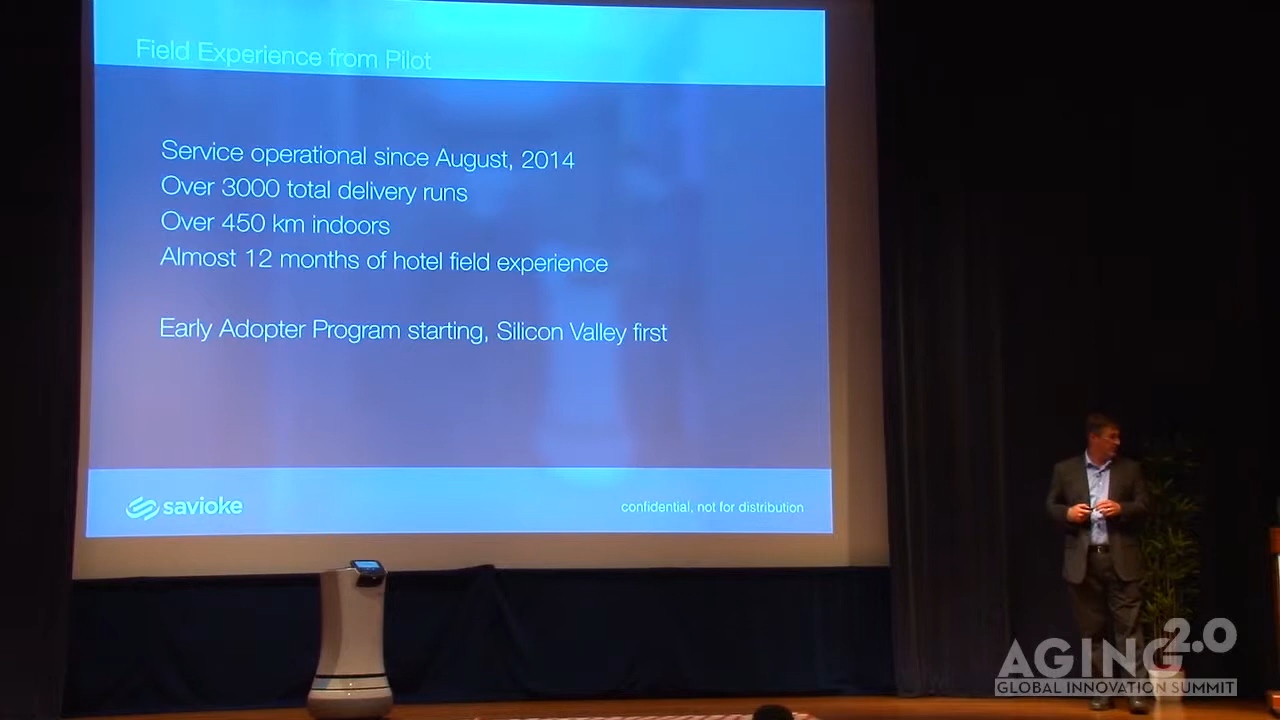 Field Experience from Pilot
Service operational since August, 2014
Over 3000 total delivery runs
Over 450 km indoors
Almost 12 months of hotel field experience
Early Adopter Program starting, Silicon Valley first
savioke
confidential, not for distribution
AGING2.0
GLOBAL INNOVATION SUMMIT